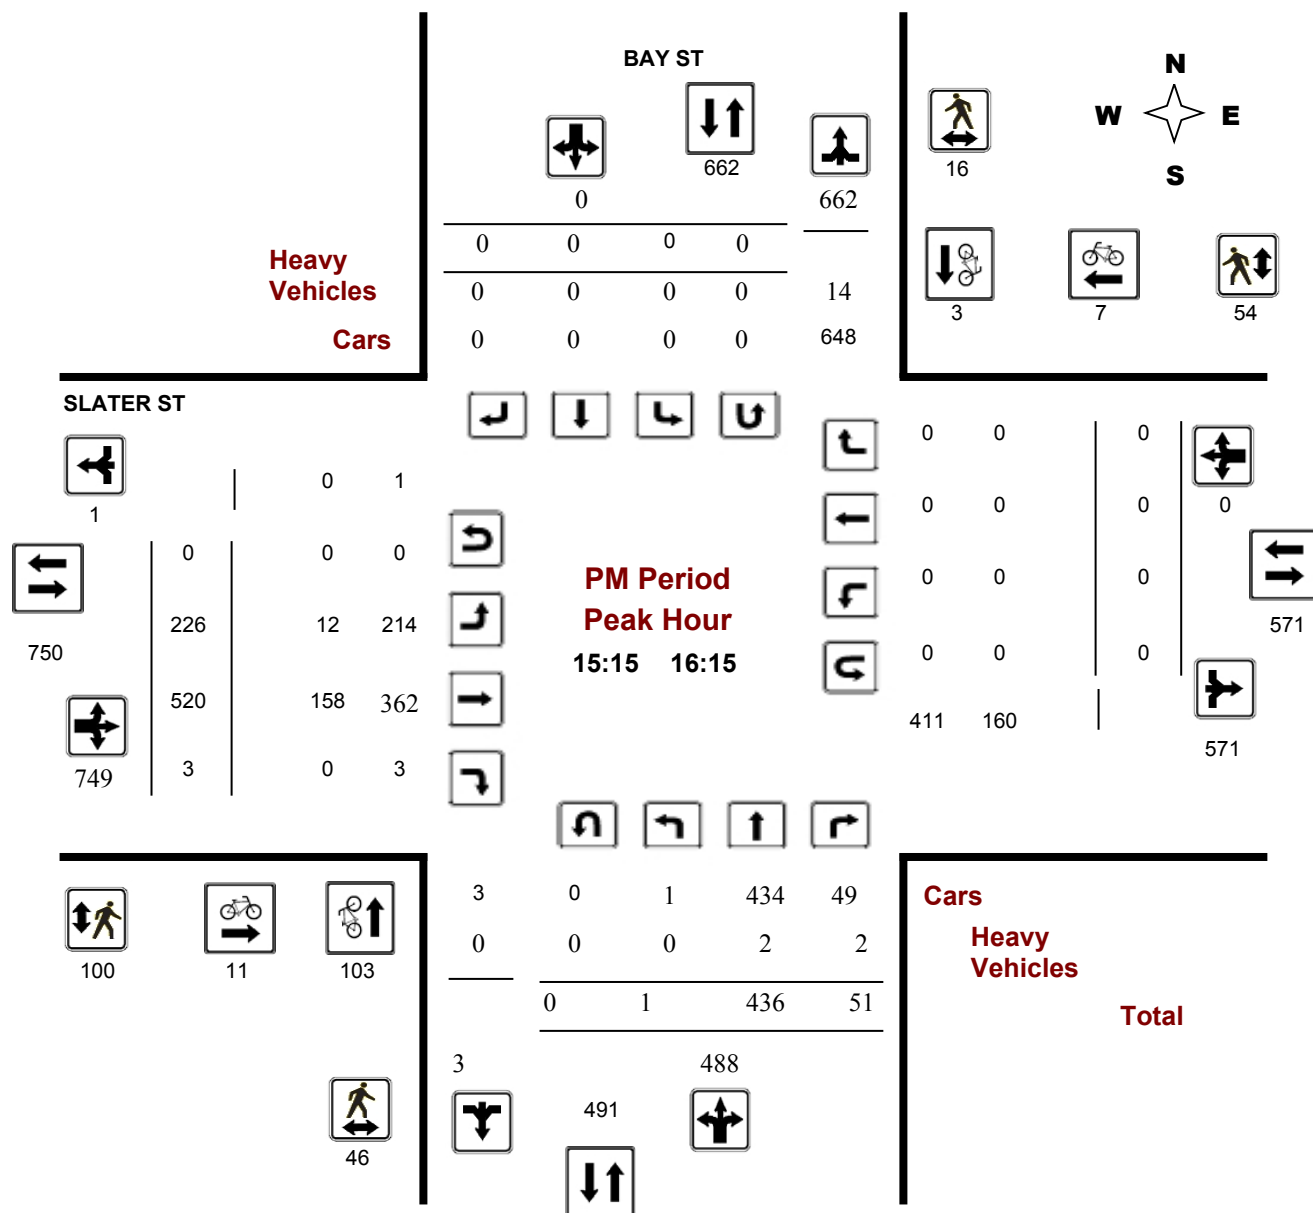 BAY ST
N
W E
S
662
16
0 662
0 0 0 0
Heavy
Vehicles
0 0 0 0 14
3 7 54
Cars
0 0 0 0 648
SLATER ST
0 0 0
0 1
1
0 0 0 0
0 0 0
PM Period
0 0 0
Peak Hour
226 12 214
571
750
15:15 16:15
0 0 0
520 158 362
411 160
571
749
3 0 3
3 0 1 434 49
Cars
0 0 0 2 2
Heavy
Vehicles
100 11 103
0 1 436 51
Total
3 488
491
46